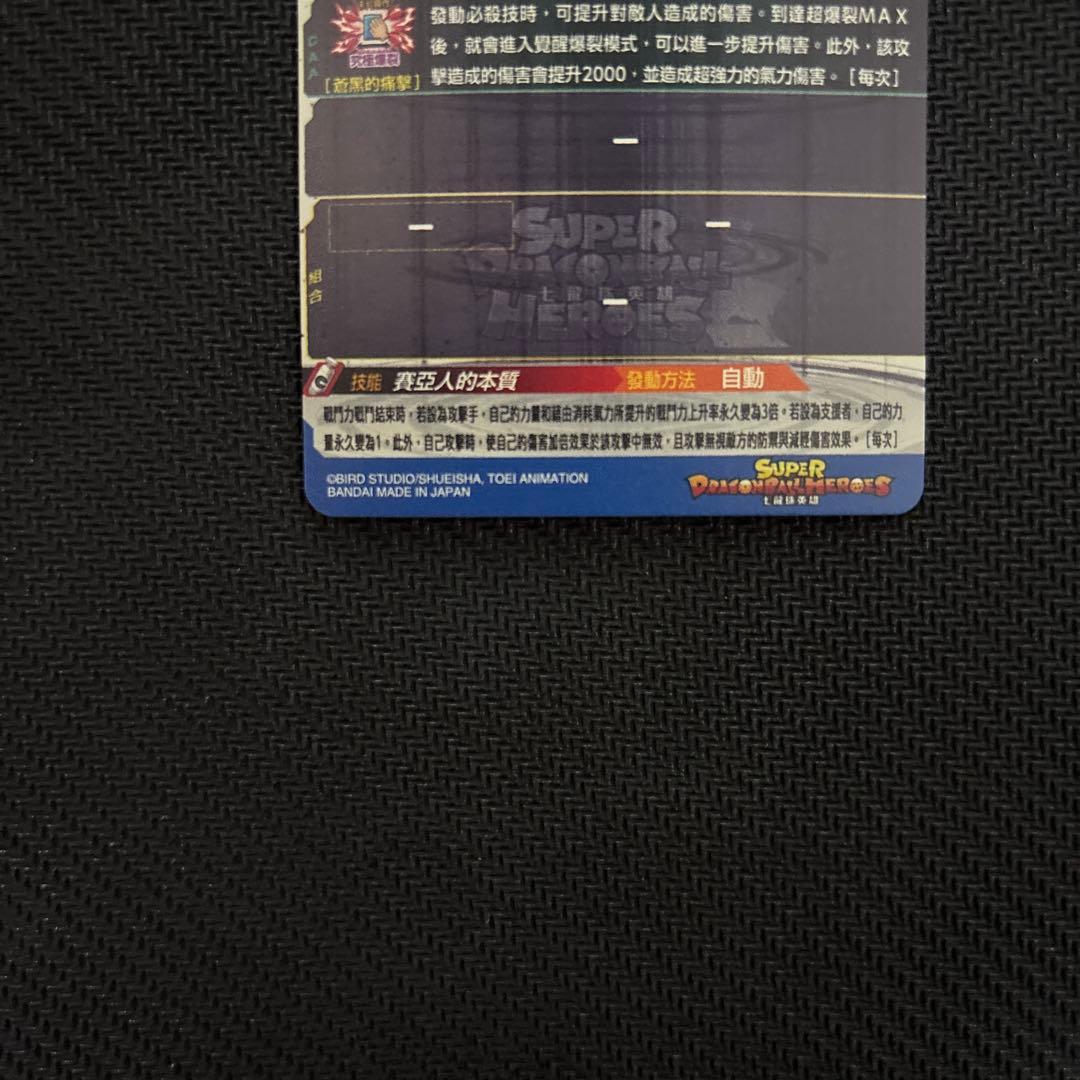 發動必殺技時，可提升對敵人造成的傷害。到達超爆裂MAX
後，就會進入覺醒爆裂模式，可以進一步提升傷害。此外，該攻
擊造成的傷害會提升2000，並造成超強力的氣力傷害。［每次］
究極爆裂
［蒼黑的痛擊］
CAA
－
－
－
SUPER
DRAGONBALL
七龍珠英雄
HEROES
－
組合
技能 賽亞人的本質 發動方法 自動
戰鬥力戰鬥結束時，若設為攻擊手，自己的力量和藉由消耗氣力所提升的戰鬥力上升率永久變為3倍。若設為支援者，自己的力
量永久變為1。此外，自己攻擊時，使自己的傷害加倍效果於該攻擊中無效，且攻擊無視敵方的防禦與減輕傷害效果。［每次］
©BIRD STUDIO/SHUEISHA, TOEI ANIMATION
BANDAI MADE IN JAPAN
SUPER
DRAGONBALL HEROES
七龍珠英雄